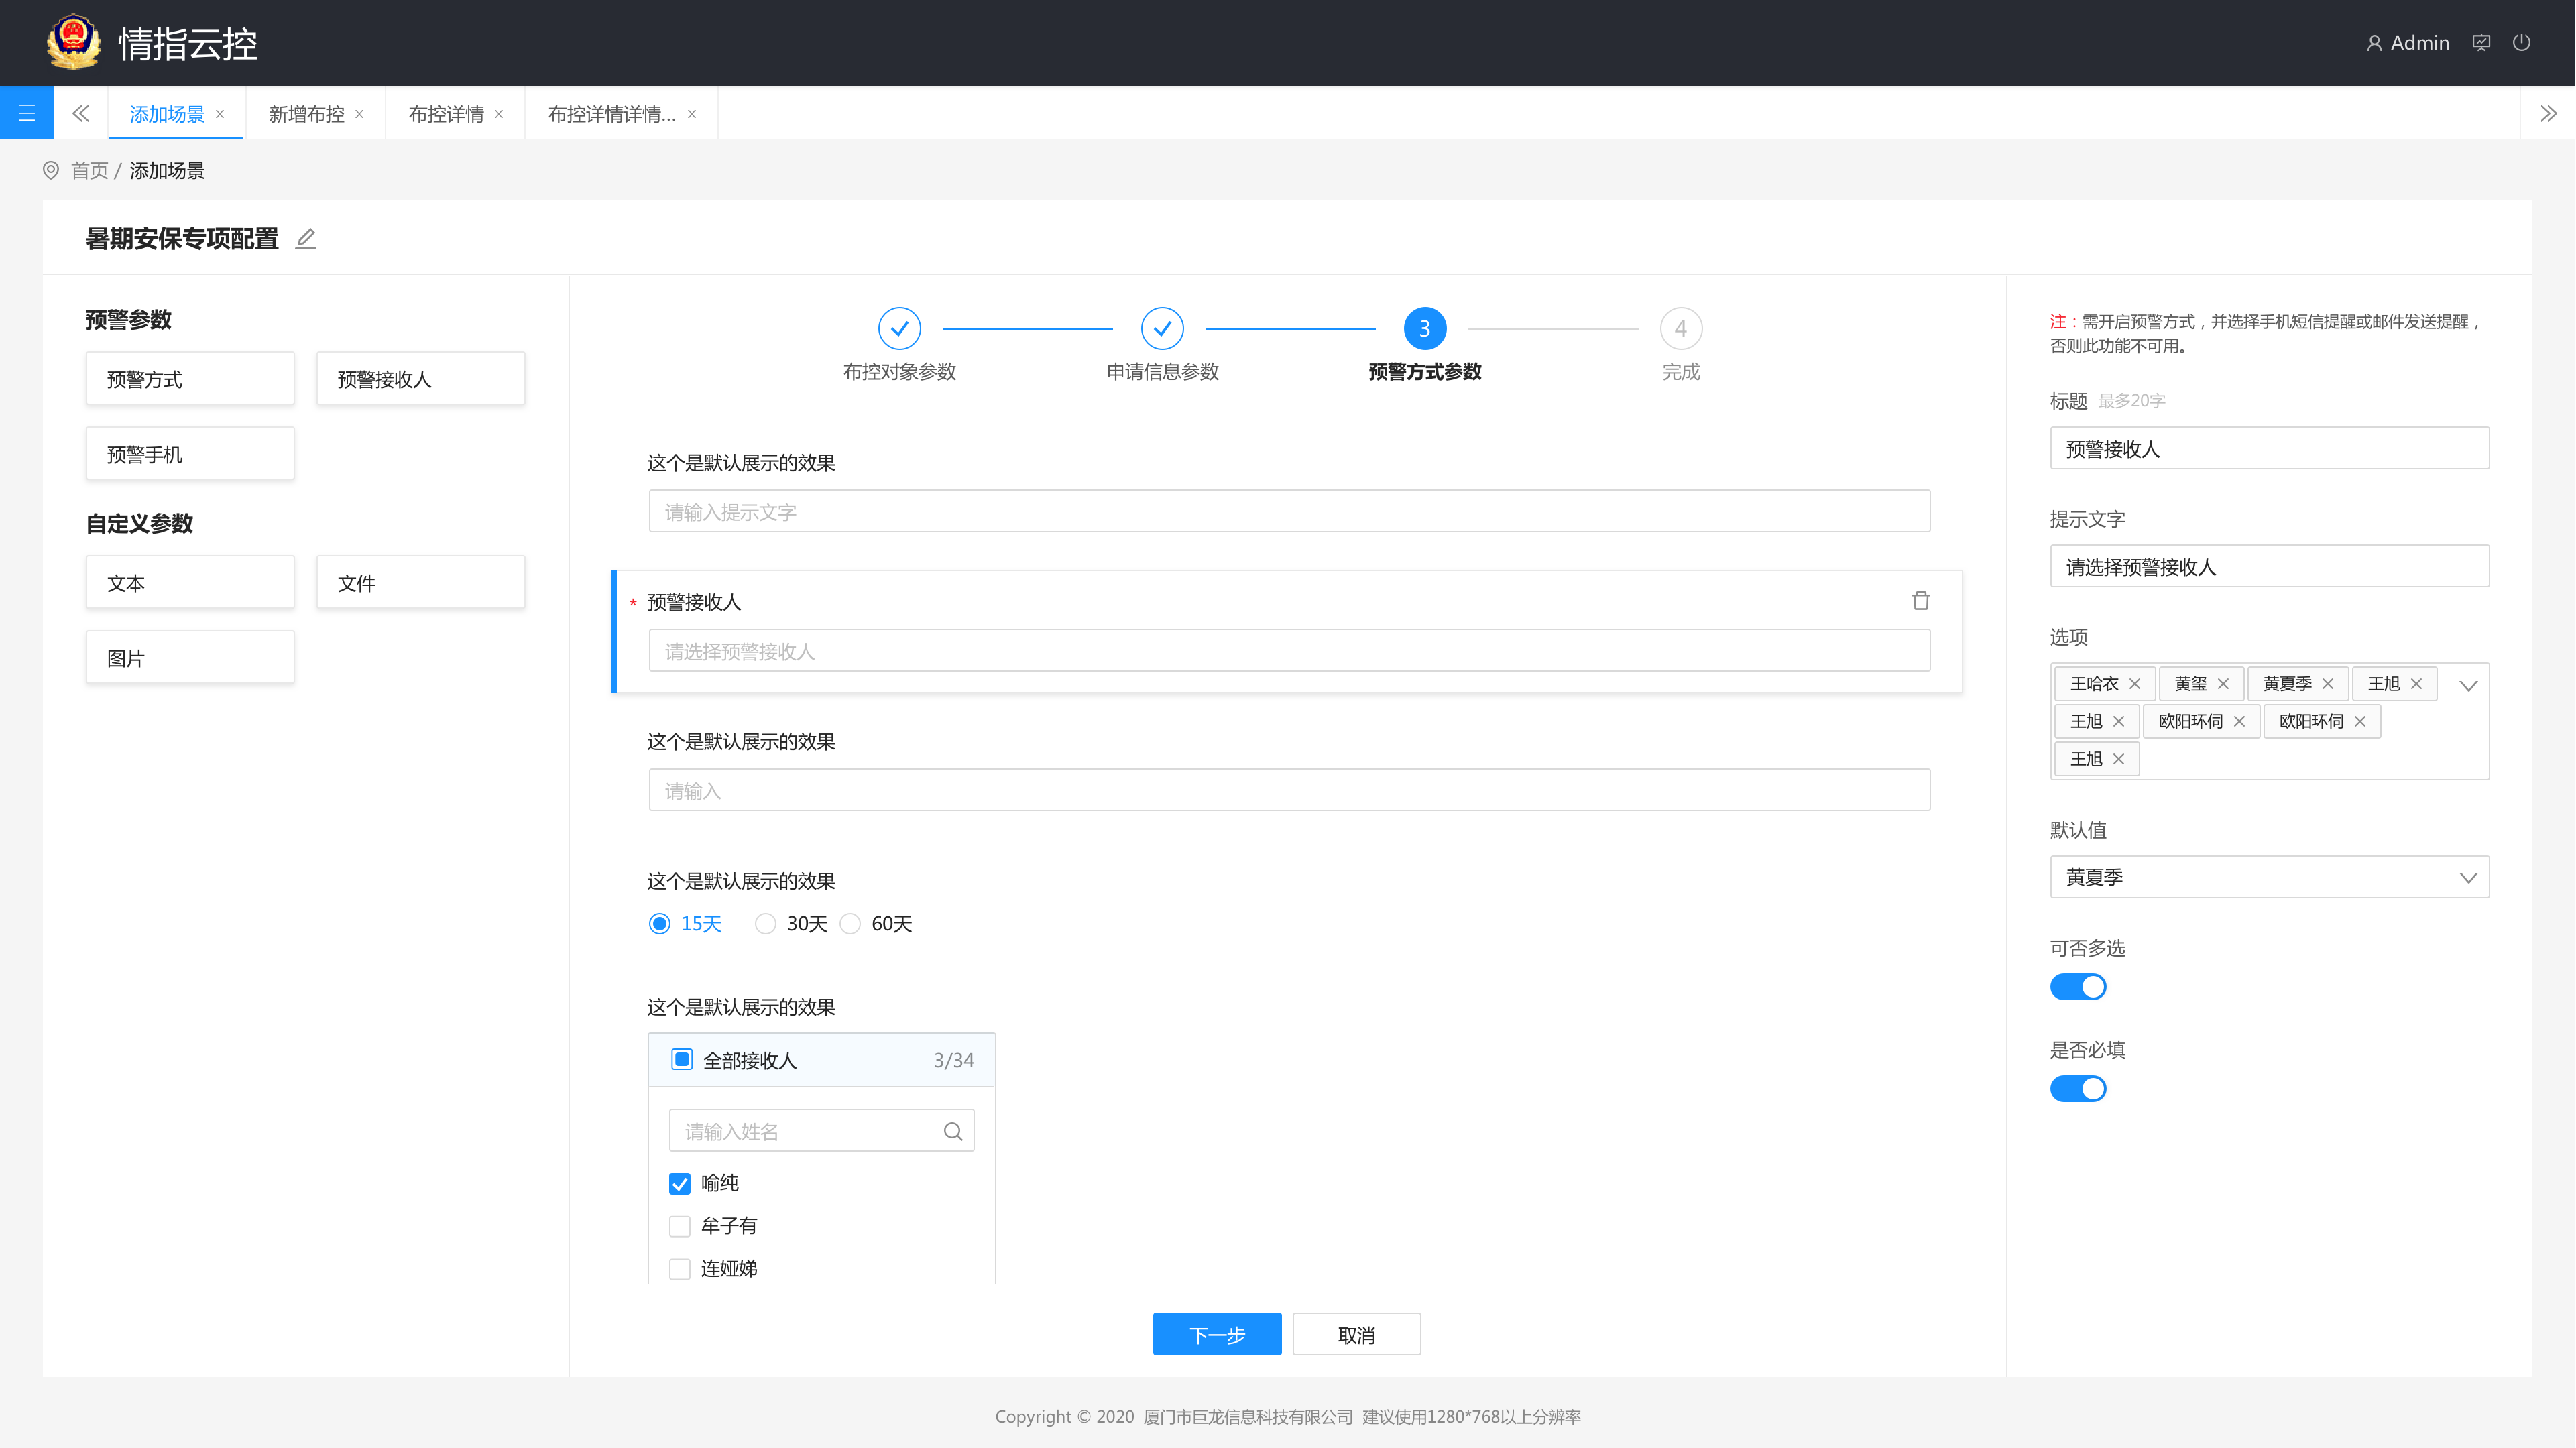 情指云控
Admin
添加场景
新增布控
布控详情
布控详情详情...
首页 / 添加场景
暑期安保专项配置
预警参数
预警方式
预警接收人
预警手机
自定义参数
文本
文件
图片
3
4
布控对象参数
申请信息参数
预警方式参数
完成
这个是默认展示的效果
请输入提示文字
* 预警接收人
请选择预警接收人
这个是默认展示的效果
请输入
这个是默认展示的效果
15天 30天 60天
这个是默认展示的效果
全部接收人 3/34
请输入姓名
喻纯
牟子有
连娅娣
下一步
取消
注：需开启预警方式，并选择手机短信提醒或邮件发送提醒，
否则此功能不可用。
标题 最多20字
预警接收人
提示文字
请选择预警接收人
选项
王哈衣 黄玺 黄夏季 王旭
王旭 欧阳环伺 欧阳环伺
王旭
默认值
黄夏季
可否多选
是否必填
Copyright © 2020 厦门市巨龙信息科技有限公司 建议使用1280*768以上分辨率